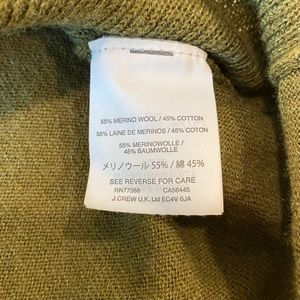 55% MERINO WOOL / 45% COTTON
55% LAINE DE MERINOS / 45% COTON
55% MERINOWOLLE /
45% BAUMWOLLE
メリノウール 55% / 綿 45%
SEE REVERSE FOR CARE
RN77388 CA56445
J.CREW U.K. Ltd EC4V 6JA